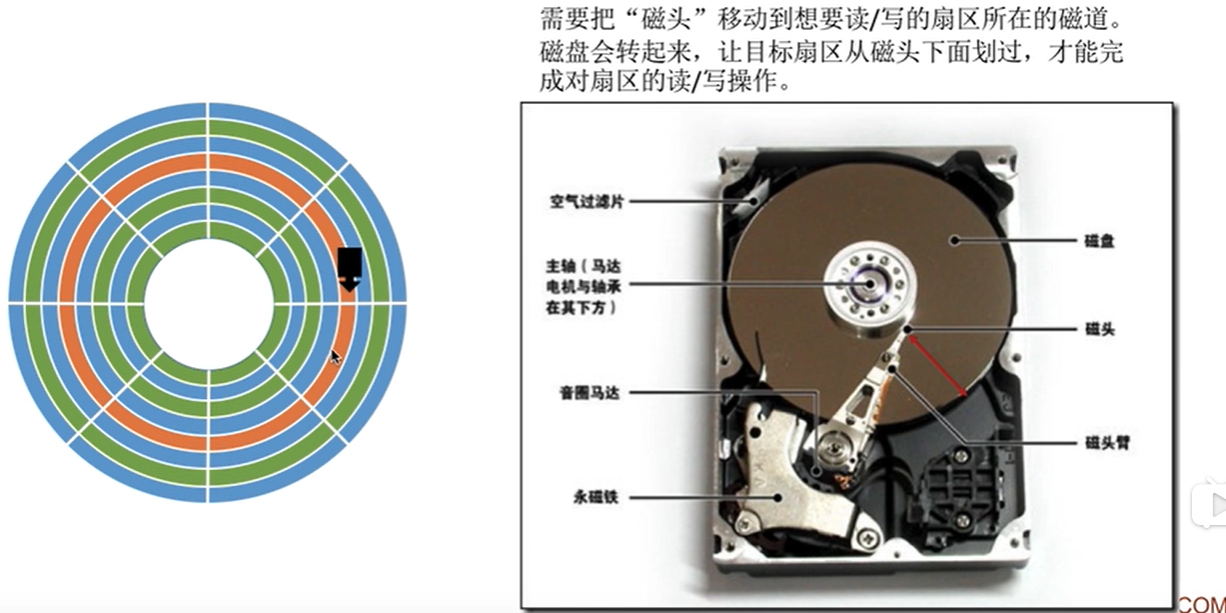 需要把“磁头”移动到想要读/写的扇区所在的磁道。
磁盘会转起来，让目标扇区从磁头下面划过，才能完
成对扇区的读/写操作。
空气过滤片
磁盘
主轴（马达
电机与轴承
在其下方）
磁头
音圈马达
磁头臂
永磁铁
COM